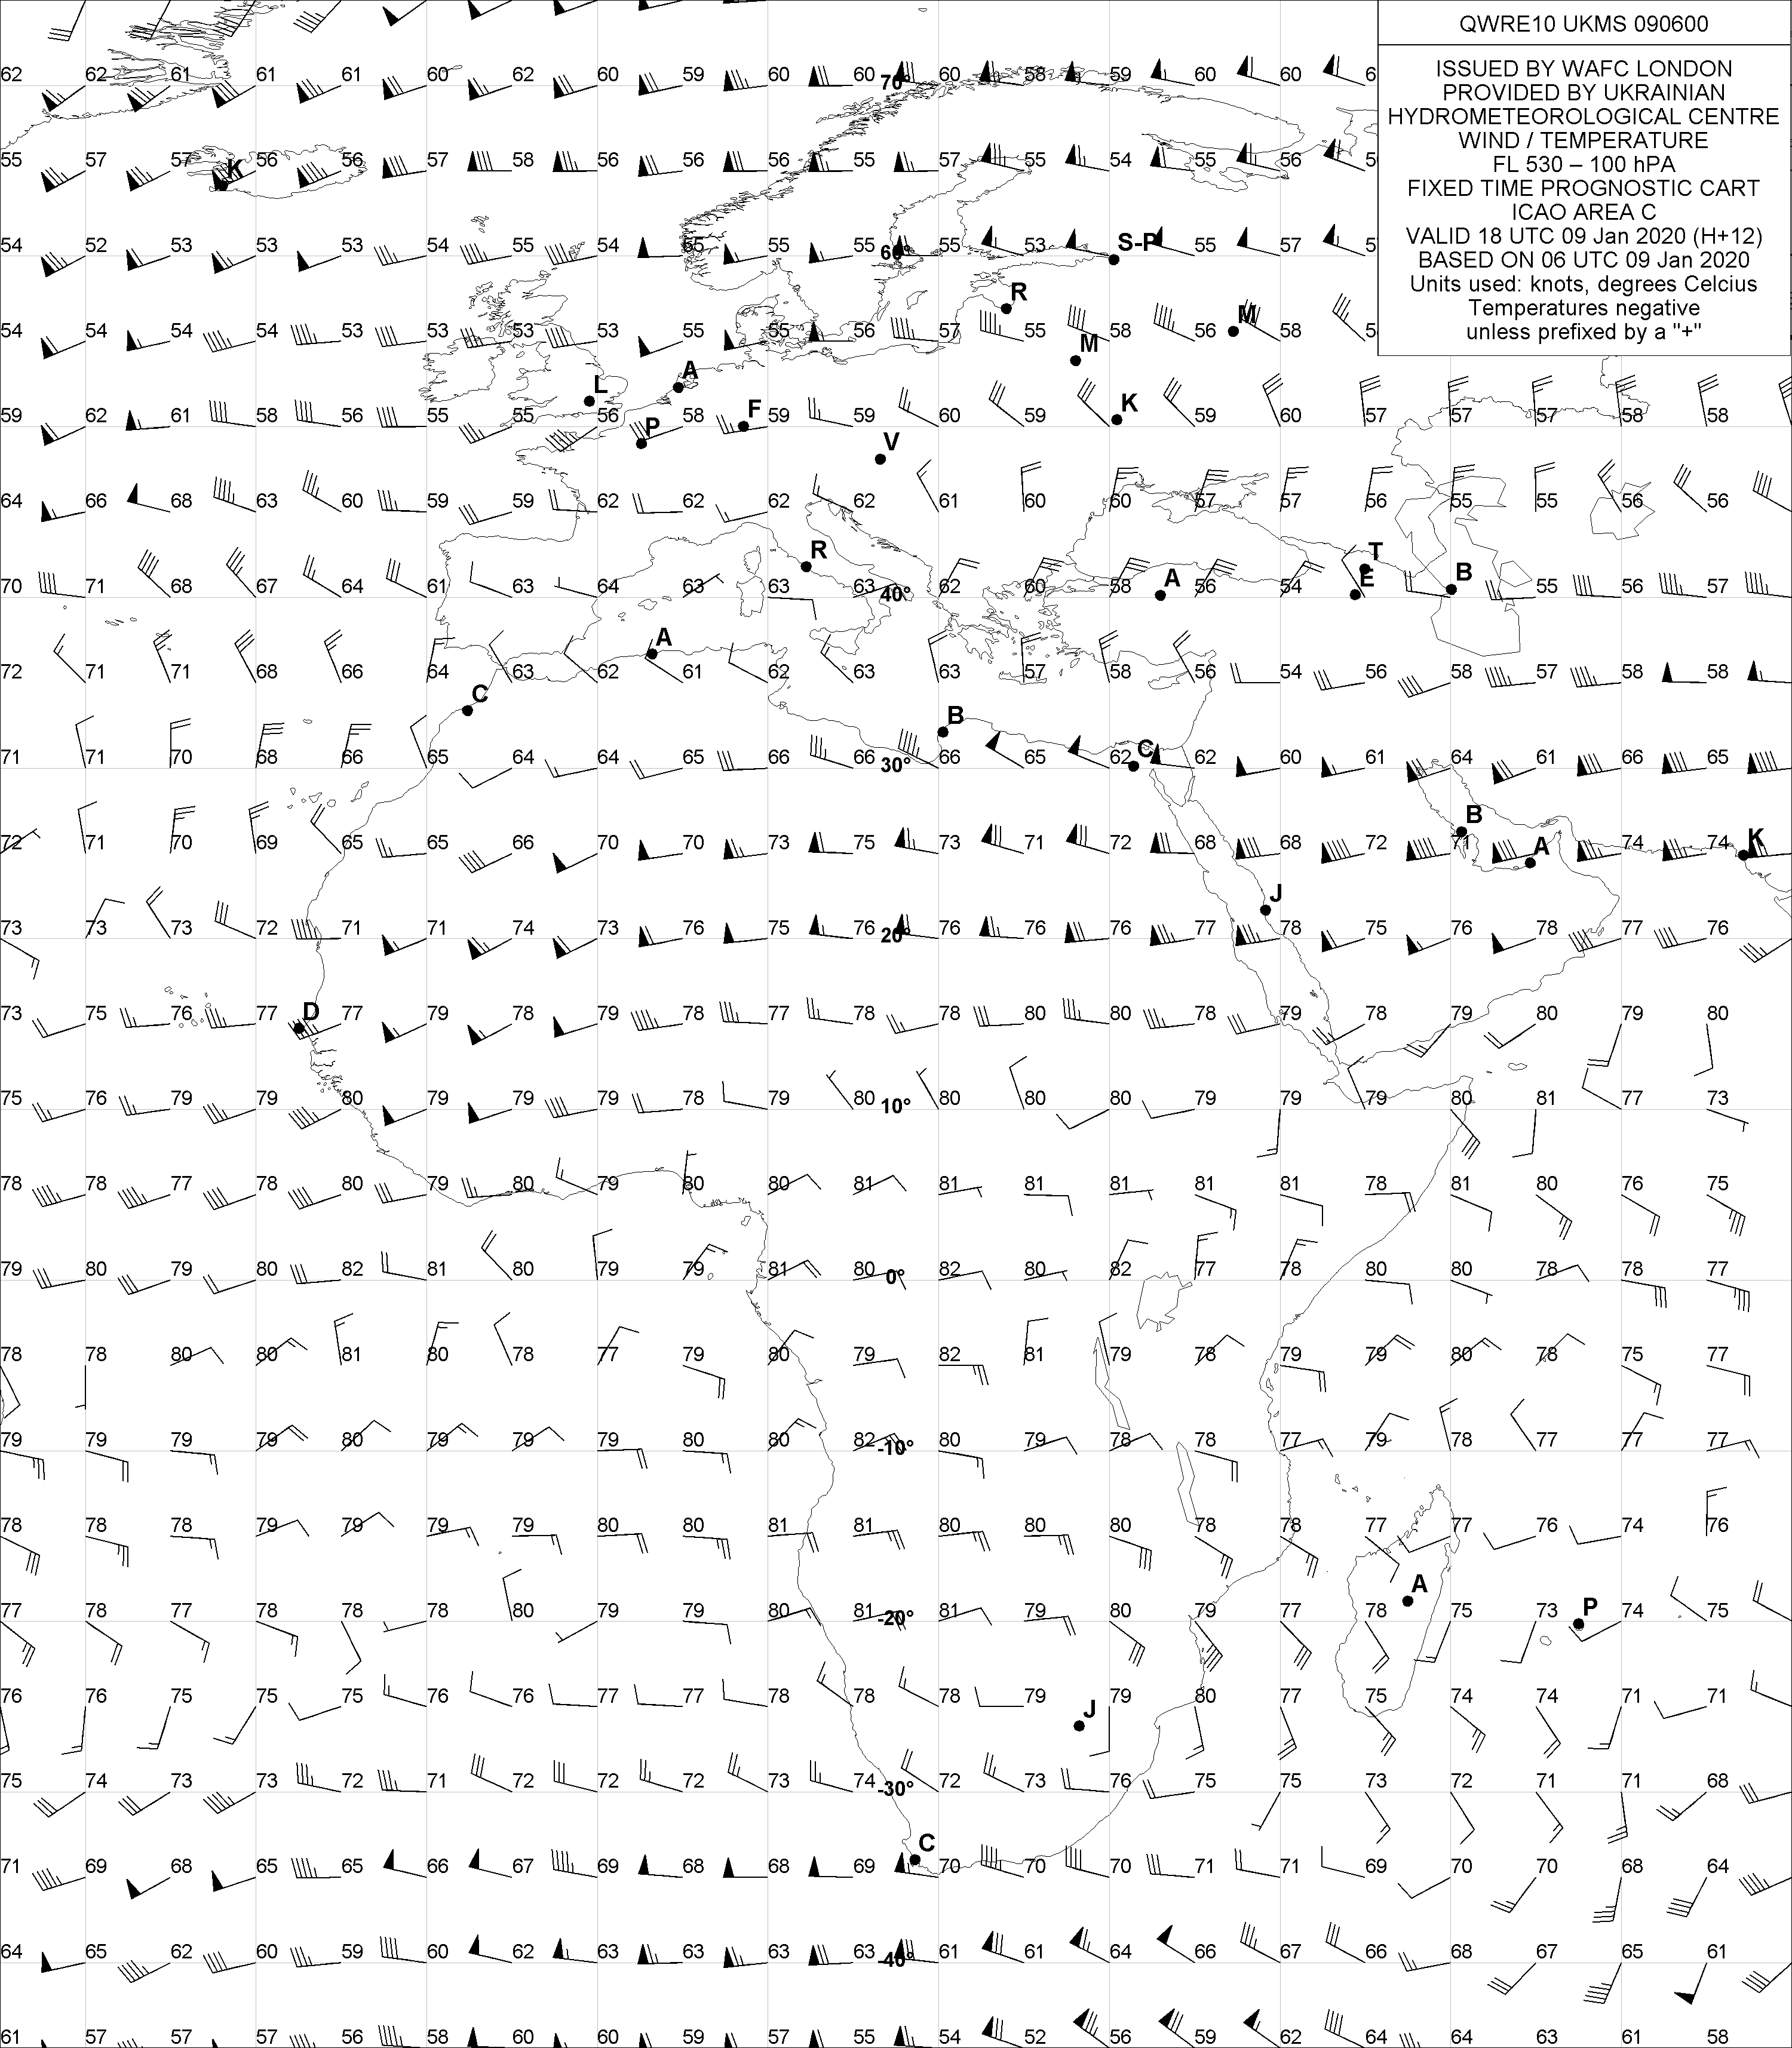 QWRE10 UKMS 090600
ISSUED BY WAFC LONDON
PROVIDED BY UKRAINIAN
HYDROMETEOROLOGICAL CENTRE
WIND / TEMPERATURE
FL 530 – 100 hPA
FIXED TIME PROGNOSTIC CART
ICAO AREA C
VALID 18 UTC 09 Jan 2020 (H+12)
BASED ON 06 UTC 09 Jan 2020
Units used: knots, degrees Celcius
Temperatures negative
unless prefixed by a "+"
62 62 61 61 61 60 62 60 59 60 60 70° 60 58 59 60 60 6
55 57 57 K 56 56 57 58 56 56 56 55 57 55 54 55 56 5
54 52 53 53 53 54 55 54 55 55 55 60° 55 53 S-P 55 57 5
R
54 54 54 54 53 53 53 53 55 55 56 57 55 58 56 M 58 5
M
L A
59 62 61 58 56 55 55 56 P 58 F 59 59 60 59 K 59 60 57 57 57 58 58
V
64 66 68 63 60 59 59 62 62 62 62 61 60 60 57 57 56 55 55 56 56
R T
70 71 68 67 64 61 63 64 63 63 63 40° 62 60 58 A 56 54 E B 55 56 57
A
72 71 71 68 66 64 63 62 61 62 63 63 57 58 56 54 56 58 57 58 58
C
B
71 71 70 68 66 65 64 64 65 66 66 30° 66 65 62 C 62 60 61 64 61 66 65
B
72 71 70 69 65 65 66 70 70 73 75 73 71 72 68 68 72 71 A 74 74 K
J
73 73 73 72 71 71 74 73 76 75 76 20° 76 76 76 77 78 75 76 78 77 76
73 75 76 77 D 77 79 78 79 78 77 78 78 80 80 78 79 78 79 80 79 80
75 76 79 79 80 79 79 79 78 79 80 10° 80 80 80 79 79 79 80 81 77 73
78 78 77 78 80 79 80 79 80 80 81 81 81 81 81 81 78 81 80 76 75
79 80 79 80 82 81 80 79 79 81 80 0° 82 80 82 77 78 80 80 78 78 77
78 78 80 80 81 80 78 77 79 80 79 82 81 79 78 79 79 80 78 75 77
79 79 79 79 80 79 79 79 80 80 82 -10° 80 79 78 78 77 79 78 77 77 77
78 78 78 79 79 79 79 80 80 81 81 80 80 80 78 78 77 77 76 74 76
A
77 78 77 78 78 78 80 79 79 80 81 -20° 81 79 80 79 77 78 75 73 P 74 75
76 76 75 75 75 76 76 77 77 78 78 78 79 J 79 80 77 75 74 74 71 71
75 74 73 73 72 71 72 72 72 73 74 -30° 72 73 76 75 75 73 72 71 71 68
C
71 69 68 65 65 66 67 69 68 68 69 70 70 70 71 71 69 70 70 68 64
64 65 62 60 59 60 62 63 63 63 63 -40° 61 61 64 66 67 66 68 67 65 61
61 57 57 57 56 58 60 60 59 57 55 54 52 56 59 62 64 64 63 61 58